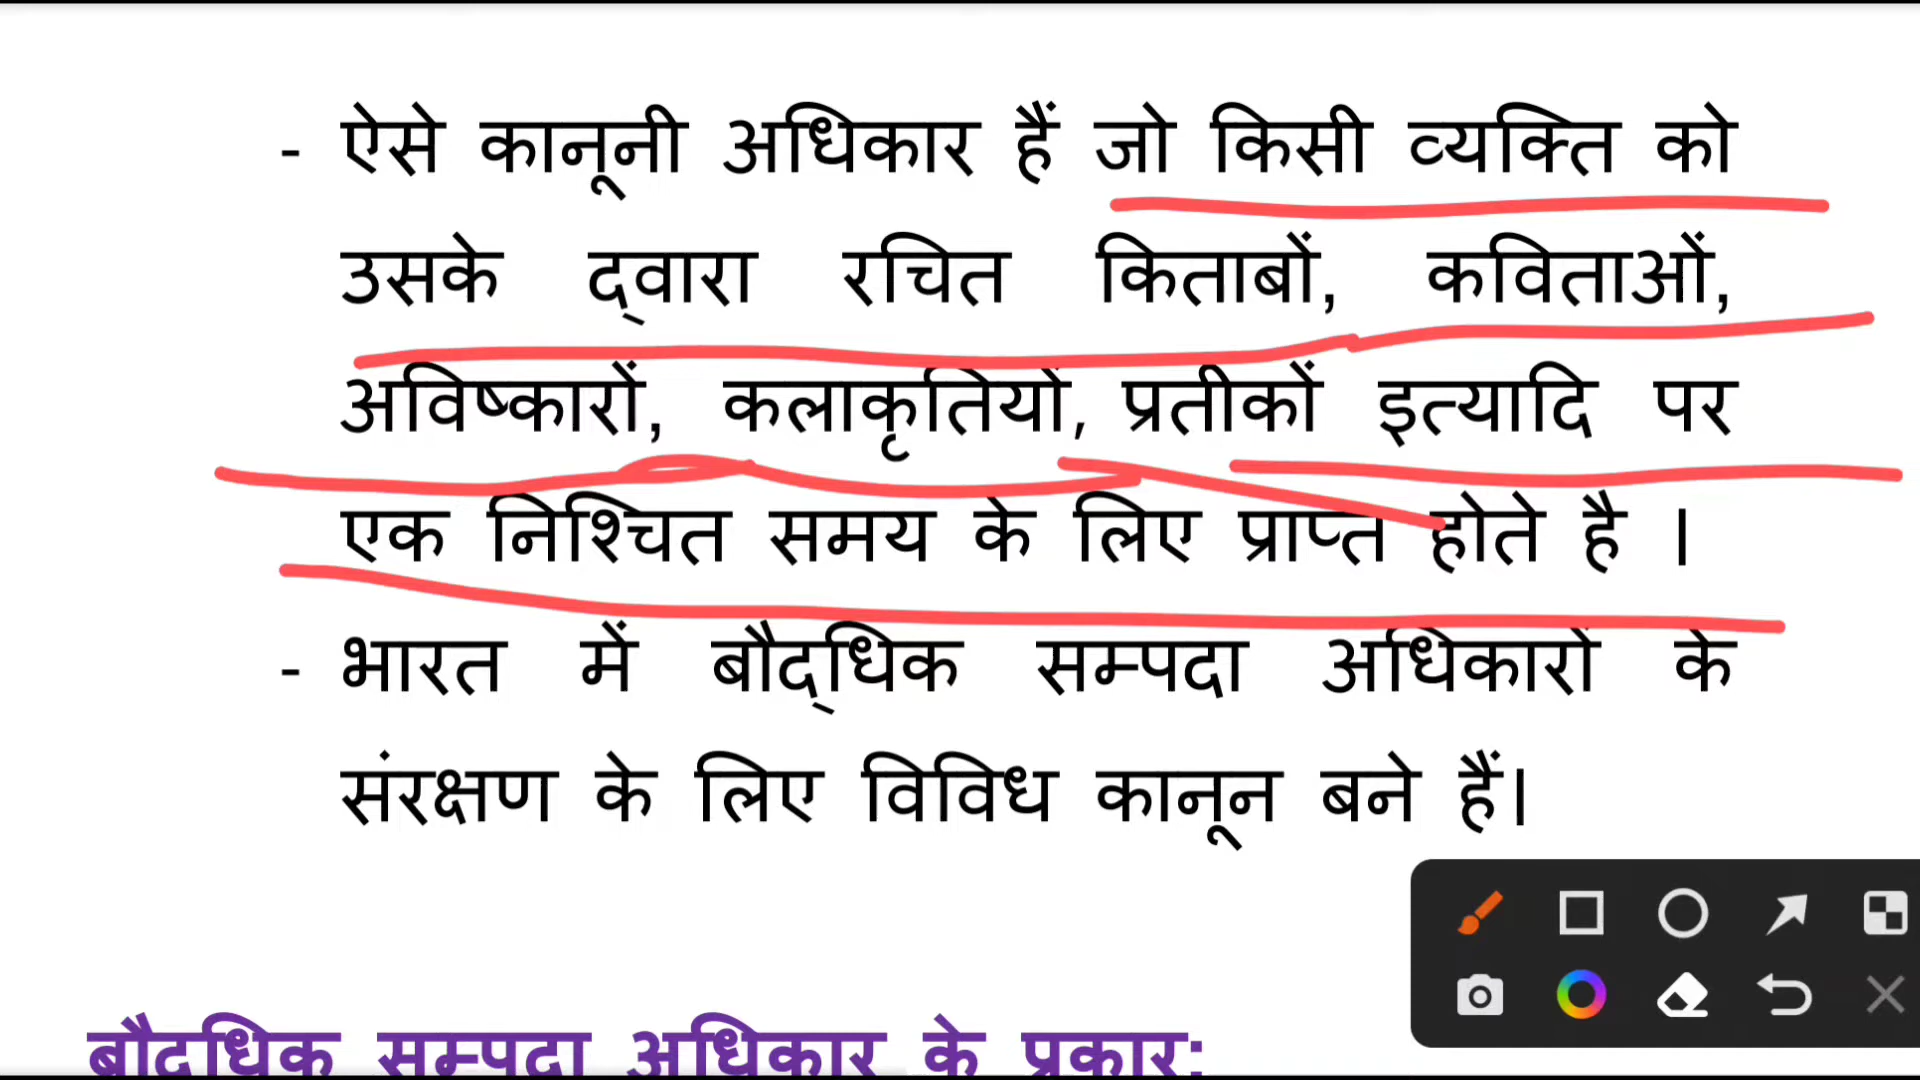 - ऐसे कानूनी अधिकार हैं जो किसी व्यक्ति को
उसके द्वारा रचित किताबों, कविताओं,
अविष्कारों, कलाकृतियों, प्रतीकों इत्यादि पर
एक निश्चित समय के लिए प्राप्त होते है ।
- भारत में बौद्धिक सम्पदा अधिकारों के
संरक्षण के लिए विविध कानून बने हैं।
बौद्धिक सम्पदा अधिकार के प्रकार: